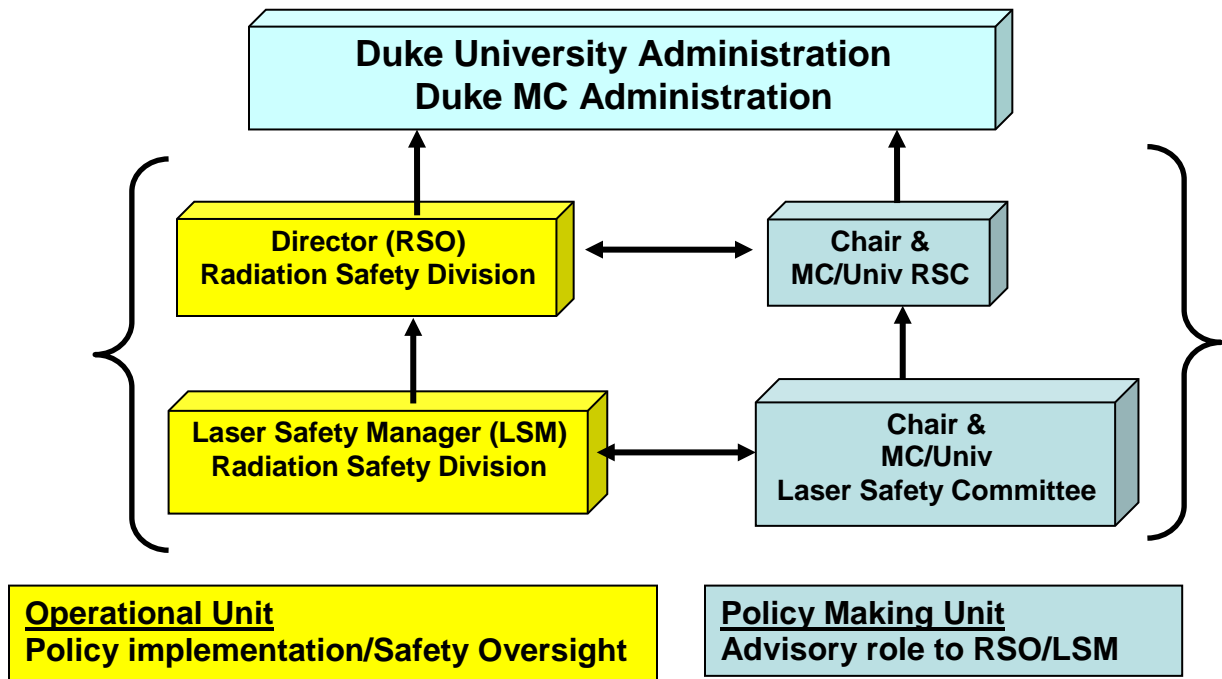 Duke University Administration
Duke MC Administration
Director (RSO)
Radiation Safety Division
Chair &
MC/Univ RSC
Laser Safety Manager (LSM)
Radiation Safety Division
Chair &
MC/Univ
Laser Safety Committee
Operational Unit
Policy implementation/Safety Oversight
Policy Making Unit
Advisory role to RSO/LSM